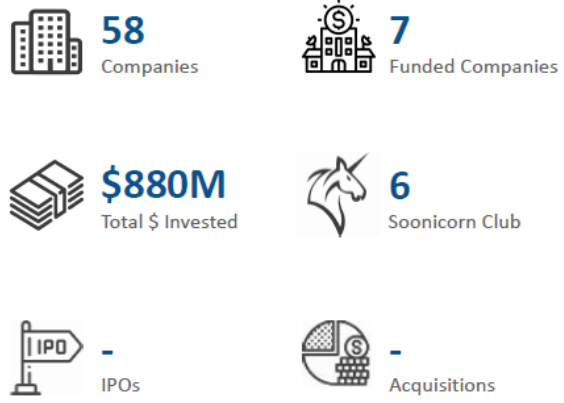 58
Companies
7
Funded Companies
$880M
Total $ Invested
6
Soonicorn Club
IPO
-
IPOs
$
-
Acquisitions